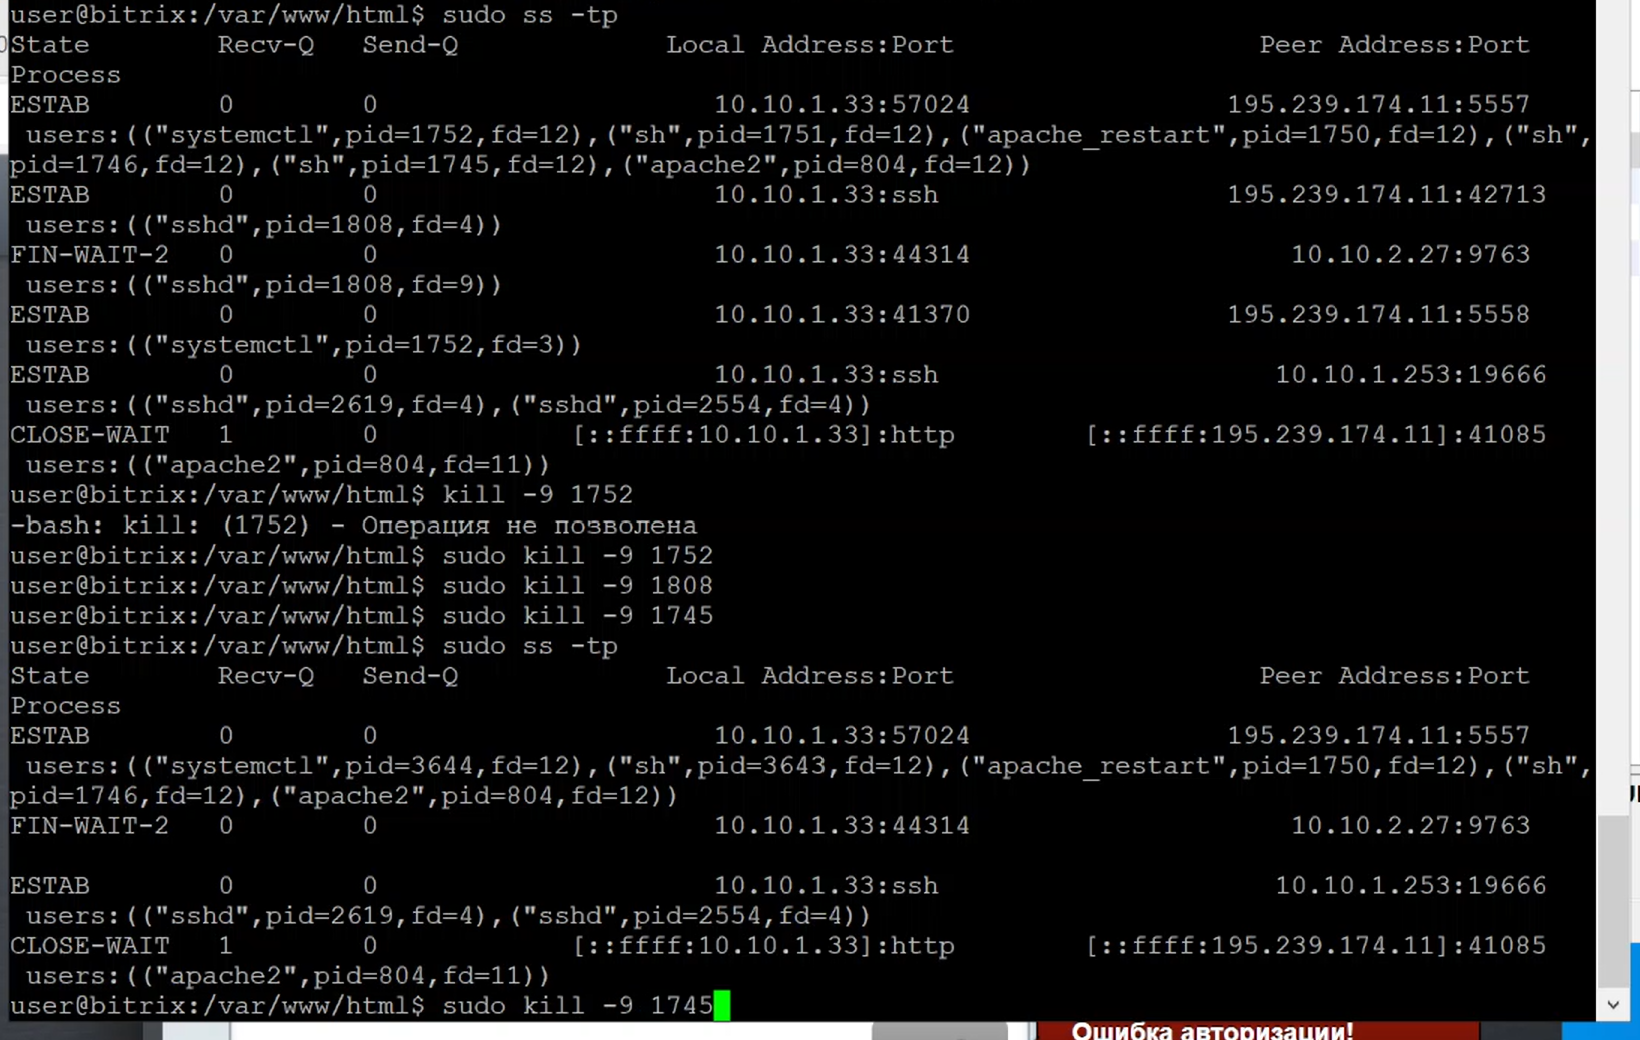 user@bitrix:/var/www/html$ sudo ss -tp
State Recv-Q Send-Q Local Address:Port Peer Address:Port
Process
ESTAB 0 0 10.10.1.33:57024 195.239.174.11:5557
users:(("systemctl",pid=1752,fd=12),("sh",pid=1751,fd=12),("apache_restart",pid=1750,fd=12),("sh",
pid=1746,fd=12),("sh",pid=1745,fd=12),("apache2",pid=804,fd=12))
ESTAB 0 0 10.10.1.33:ssh 195.239.174.11:42713
users:(("sshd",pid=1808,fd=4))
FIN-WAIT-2 0 0 10.10.1.33:44314 10.10.2.27:9763
users:(("sshd",pid=1808,fd=9))
ESTAB 0 0 10.10.1.33:41370 195.239.174.11:5558
users:(("systemctl",pid=1752,fd=3))
ESTAB 0 0 10.10.1.33:ssh 10.10.1.253:19666
users:(("sshd",pid=2619,fd=4),("sshd",pid=2554,fd=4))
CLOSE-WAIT 1 0 [::ffff:10.10.1.33]:http [::ffff:195.239.174.11]:41085
users:(("apache2",pid=804,fd=11))
user@bitrix:/var/www/html$ kill -9 1752
-bash: kill: (1752) - Операция не позволена
user@bitrix:/var/www/html$ sudo kill -9 1752
user@bitrix:/var/www/html$ sudo kill -9 1808
user@bitrix:/var/www/html$ sudo kill -9 1745
user@bitrix:/var/www/html$ sudo ss -tp
State Recv-Q Send-Q Local Address:Port Peer Address:Port
Process
ESTAB 0 0 10.10.1.33:57024 195.239.174.11:5557
users:(("systemctl",pid=3644,fd=12),("sh",pid=3643,fd=12),("apache_restart",pid=1750,fd=12),("sh",
pid=1746,fd=12),("apache2",pid=804,fd=12))
FIN-WAIT-2 0 0 10.10.1.33:44314 10.10.2.27:9763
ESTAB 0 0 10.10.1.33:ssh 10.10.1.253:19666
users:(("sshd",pid=2619,fd=4),("sshd",pid=2554,fd=4))
CLOSE-WAIT 1 0 [::ffff:10.10.1.33]:http [::ffff:195.239.174.11]:41085
users:(("apache2",pid=804,fd=11))
user@bitrix:/var/www/html$ sudo kill -9 1745
Ошибка авторизации!